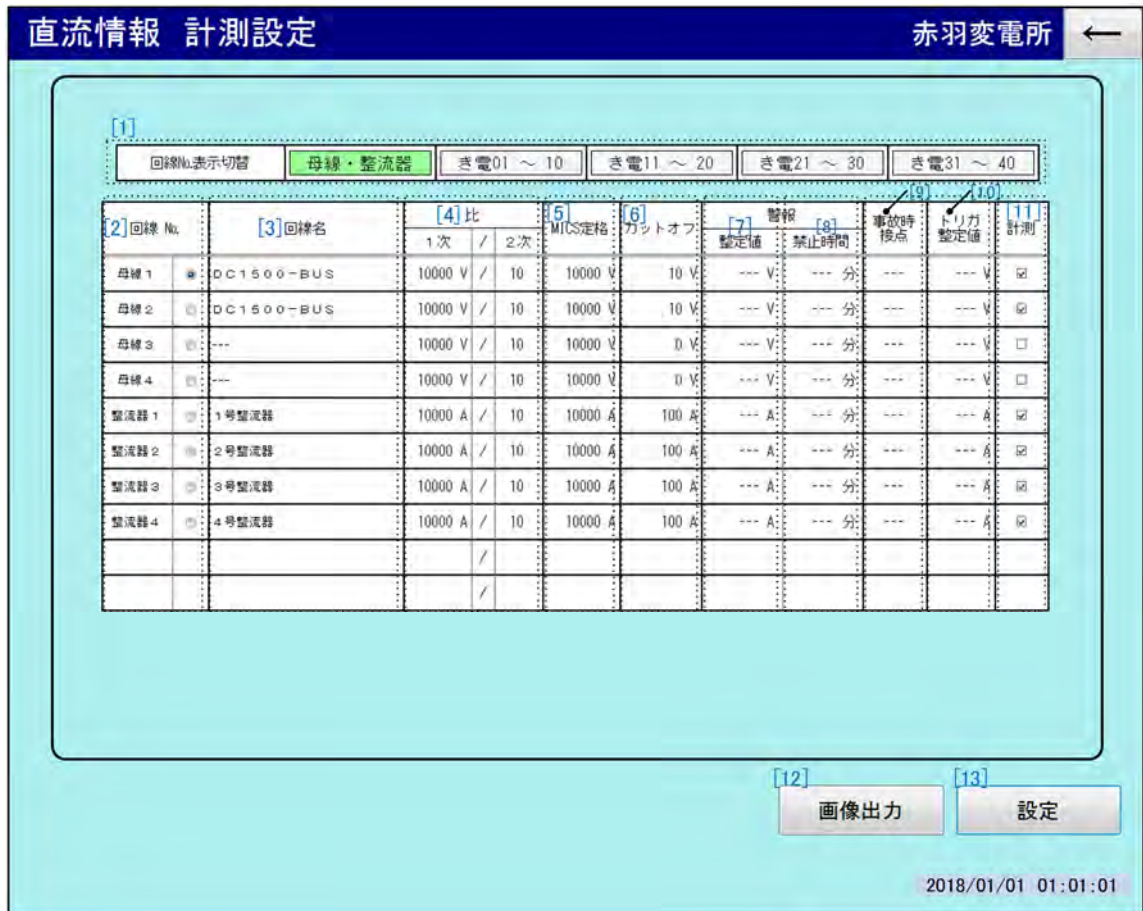 直流情報 計測設定 赤羽変電所 ←
[1]
回線No.表示切替 母線・整流器 き電01 ～ 10 き電11 ～ 20 き電21 ～ 30 き電31 ～ 40
[9] [10]
[2]回線 No. [3]回線名 [4]比 [5]MICS定格 [6]カットオフ 警報 事故時接点 トリガ整定値 [11]計測
1次 / 2次 [7]整定値 [8]禁止時間
母線1 DC1500-BUS 10000 V / 10 10000 V 10 V --- V --- 分 --- --- V
母線2 DC1500-BUS 10000 V / 10 10000 V 10 V --- V --- 分 --- --- V
母線3 --- 10000 V / 10 10000 V 0 V --- V --- 分 --- --- V
母線4 --- 10000 V / 10 10000 V 0 V --- V --- 分 --- --- V
整流器1 1号整流器 10000 A / 10 10000 A 100 A --- A --- 分 --- --- A
整流器2 2号整流器 10000 A / 10 10000 A 100 A --- A --- 分 --- --- A
整流器3 3号整流器 10000 A / 10 10000 A 100 A --- A --- 分 --- --- A
整流器4 4号整流器 10000 A / 10 10000 A 100 A --- A --- 分 --- --- A
/
/
[12] [13]
画像出力 設定
2018/01/01 01:01:01